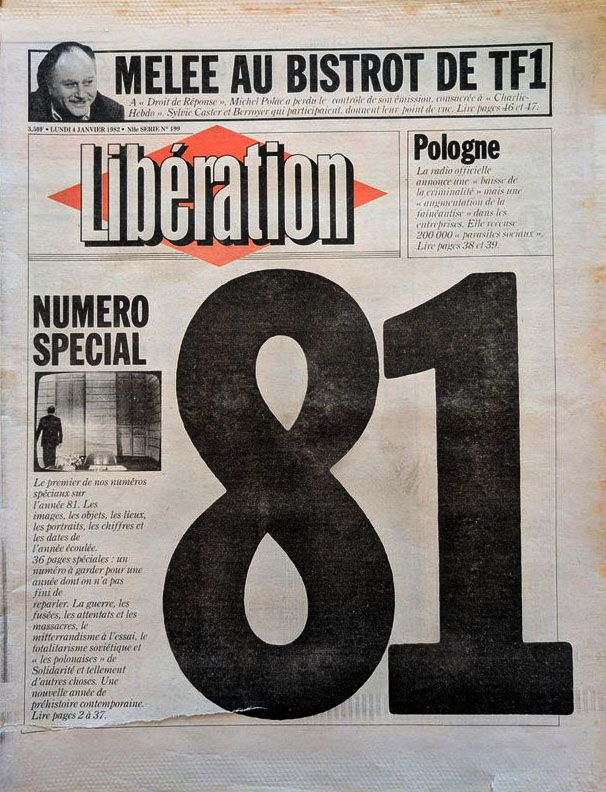 MELEE AU BISTROT DE TF1
A « Droit de Réponse », Michel Polac a perdu le contrôle de son émission, consacrée à « Charlie-
Hebdo ». Sylvie Caster et Berroyer qui participaient, donnent leur point de vue. Lire pages 46 et 47.
3,50F • LUNDI 4 JANVIER 1982 • Nlle SERIE N° 199
Libération
Pologne
La radio officielle
annonce une « baisse de
la criminalité » mais une
« augmentation de la
fainéantise » dans les
entreprises. Elle recense
200 000 « parasites sociaux ».
Lire pages 38 et 39.
NUMERO
SPECIAL
81
Le premier de nos numéros
spéciaux sur
l'année 81. Les
images, les objets, les lieux,
les portraits, les chiffres et
les dates de
l'année écoulée.
36 pages spéciales : un
numéro à garder pour une
année dont on n'a pas
fini de
reparler. La guerre, les
fusées, les attentats et les
massacres, le
mitterrandisme à l'essai, le
totalitarisme soviétique et
« les polonaises » de
Solidarité et tellement
d'autres choses. Une
nouvelle année de
préhistoire contemporaine.
Lire pages 2 à 37.